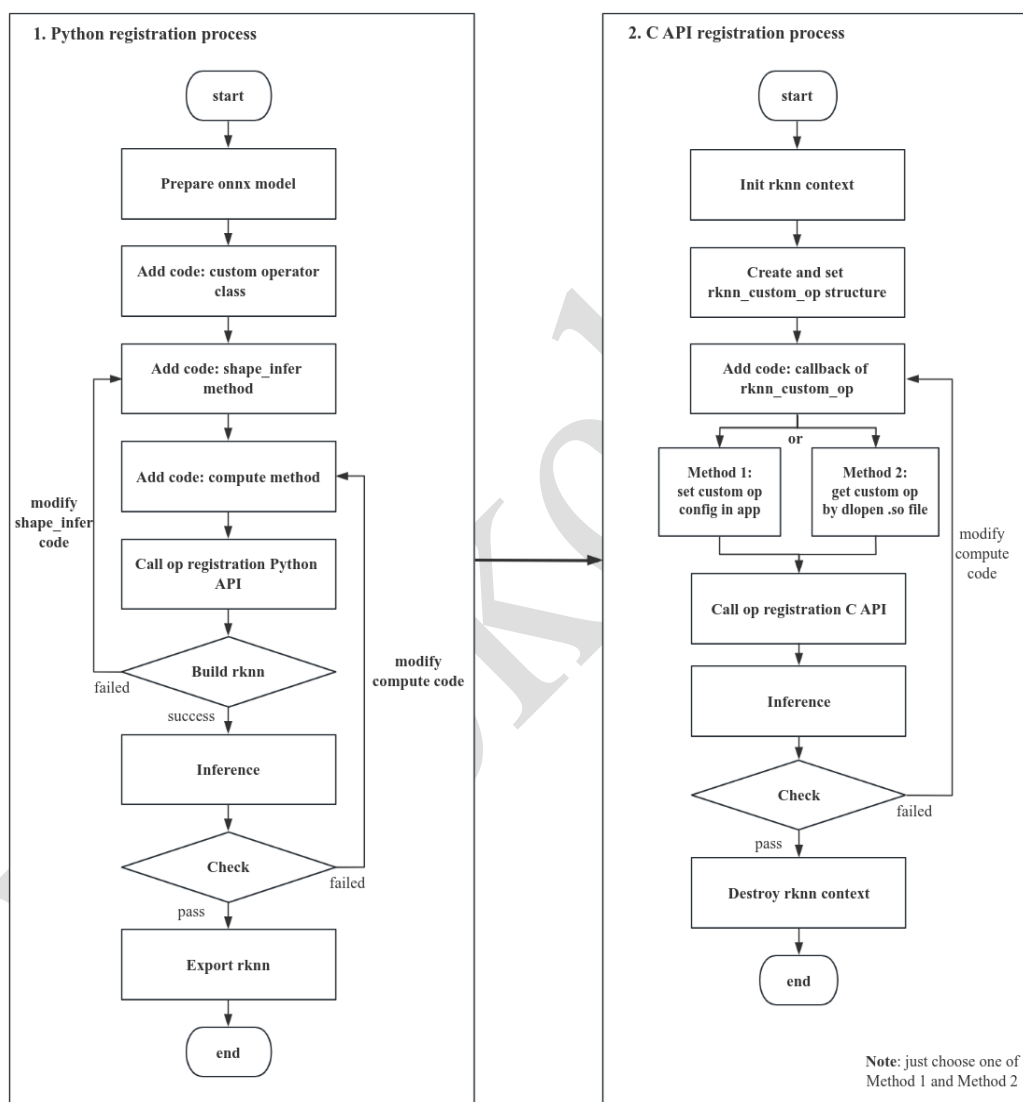 1. Python registration process
start
Prepare onnx model
Add code: custom operator
class
Add code: shape_infer
method
Add code: compute method
modify
shape_infer
code
Call op registration Python
API
Build rknn
failed
success
modify
compute code
Inference
Check
failed
pass
Export rknn
end
2. C API registration process
start
Init rknn context
Create and set
rknn_custom_op structure
Add code: callback of
rknn_custom_op
or
Method 1:
set custom op
config in app
Method 2:
get custom op
by dlopen .so file
modify
compute
code
Call op registration C API
Inference
Check
failed
pass
Destroy rknn context
end
Note: just choose one of
Method 1 and Method 2